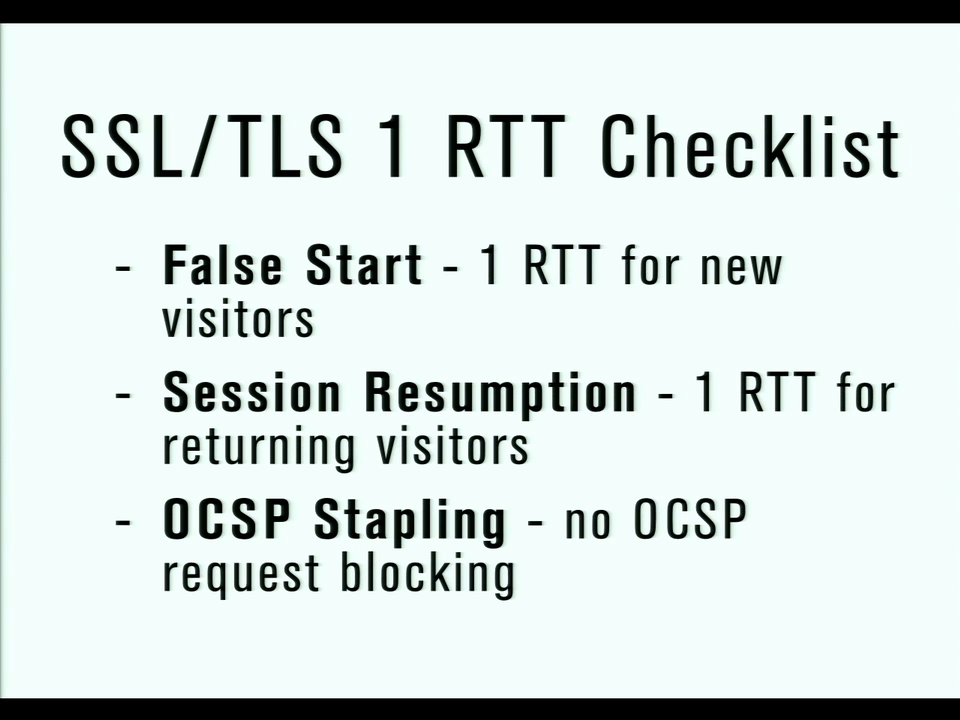 SSL/TLS 1 RTT Checklist
- False Start - 1 RTT for new
visitors
- Session Resumption - 1 RTT for
returning visitors
- OCSP Stapling - no OCSP
request blocking